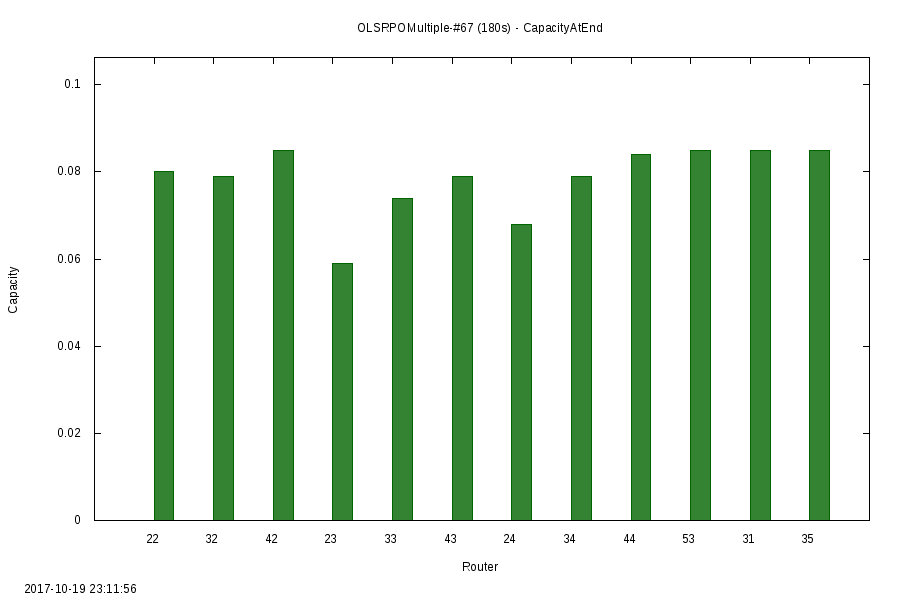 OLSRPOMultiple-#67 (180s) - CapacityAtEnd
0.1
0.08
0.06
0.04
0.02
0
Capacity
22 32 42 23 33 43 24 34 44 53 31 35
Router
2017-10-19 23:11:56